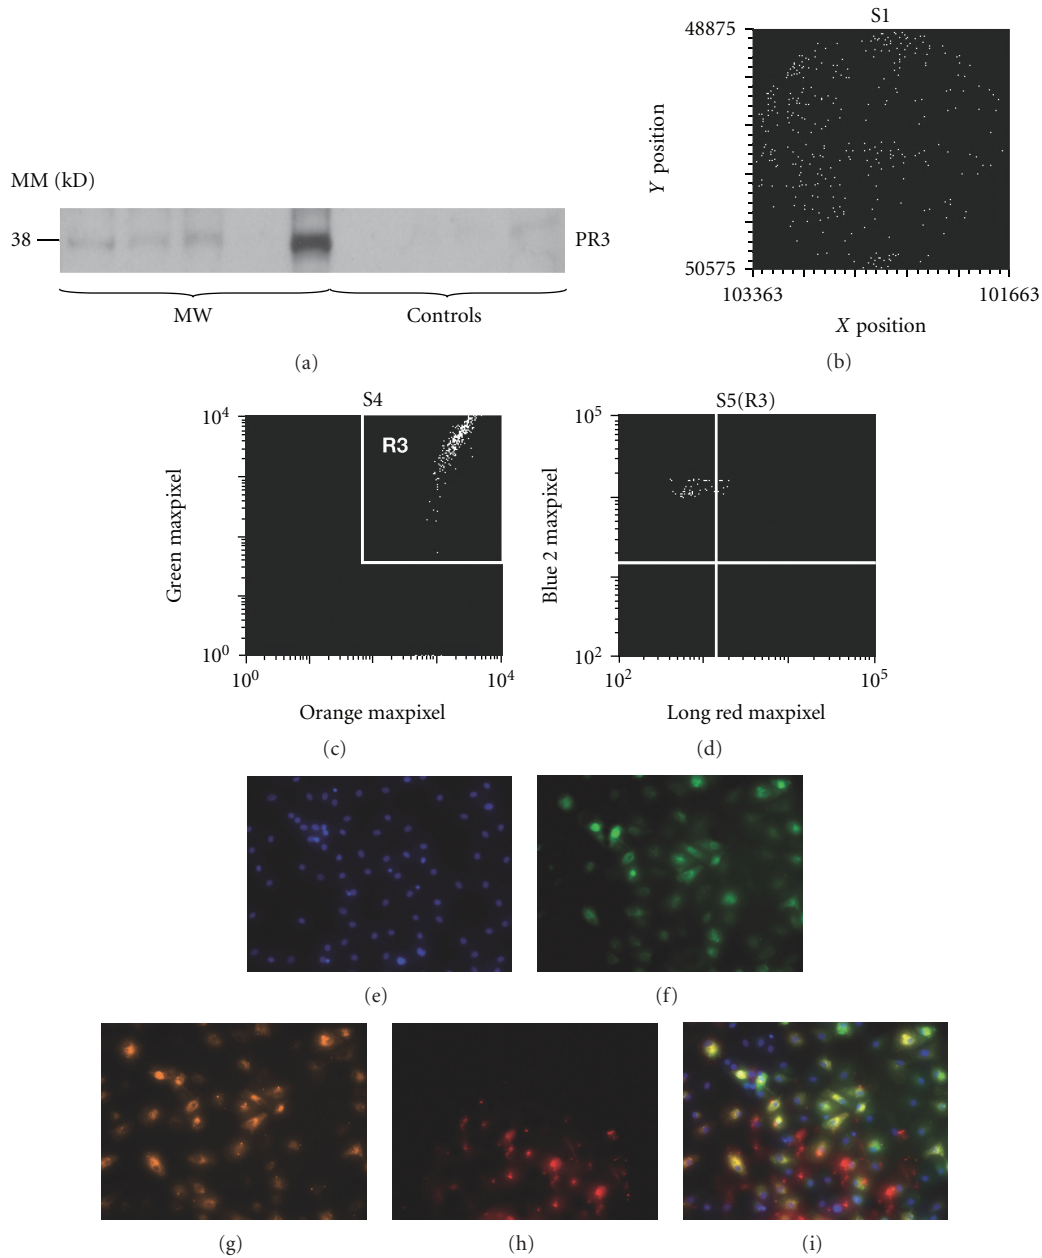 MM (kD)
38
PR3
MW
Controls
(a)
S1
48875
Y position
50575
103363
101663
X position
(b)
S4
10^4
R3
Green maxpixel
10^0
10^0
10^4
Orange maxpixel
(c)
S5(R3)
10^5
Blue 2 maxpixel
10^2
10^2
10^5
Long red maxpixel
(d)
(e)
(f)
(g)
(h)
(i)